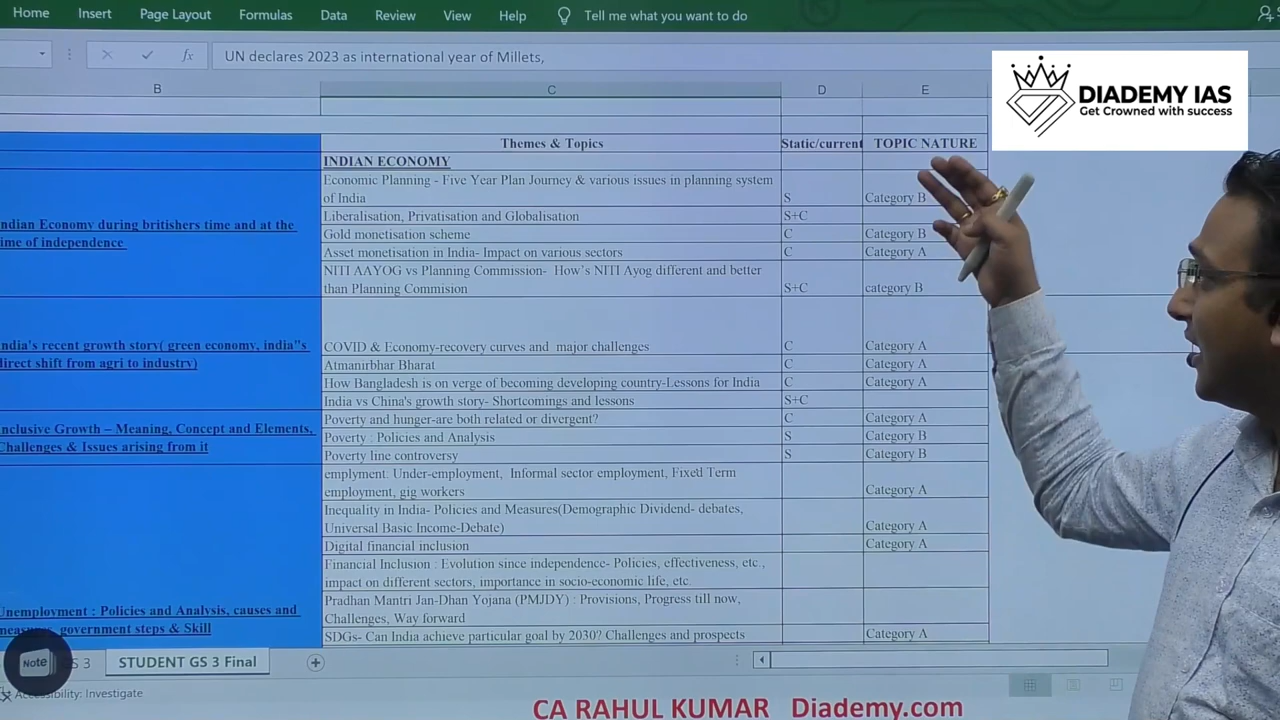 Home Insert Page Layout Formulas Data Review View Help Tell me what you want to do
fx UN declares 2023 as international year of Millets,
B C D E
DIADEMY IAS
Get Crowned with success
Themes & Topics Static/current TOPIC NATURE
INDIAN ECONOMY
Economic Planning - Five Year Plan Journey & various issues in planning system
of India S Category B
ndian Economy during britishers time and at the
ime of independence
Liberalisation, Privatisation and Globalisation S+C
Gold monetisation scheme C Category B
Asset monetisation in India- Impact on various sectors C Category A
NITI AAYOG vs Planning Commission- How's NITI Ayog different and better
than Planning Commision S+C category B
ndia's recent growth story( green economy, india"s
direct shift from agri to industry)
COVID & Economy-recovery curves and major challenges C Category A
Atmanirbhar Bharat C Category A
How Bangladesh is on verge of becoming developing country-Lessons for India C Category A
India vs China's growth story- Shortcomings and lessons S+C
nclusive Growth – Meaning, Concept and Elements,
Challenges & Issues arising from it
Poverty and hunger-are both related or divergent? C Category A
Poverty : Policies and Analysis S Category B
Poverty line controversy S Category B
emplyment. Under-employment, Informal sector employment, Fixed Term
employment, gig workers Category A
Inequality in India- Policies and Measures(Demographic Dividend- debates,
Universal Basic Income-Debate) Category A
Digital financial inclusion Category A
Financial Inclusion : Evolution since independence- Policies, effectiveness, etc.,
impact on different sectors, importance in socio-economic life, etc.
Unemployment : Policies and Analysis, causes and
measures, government steps & Skill
Pradhan Mantri Jan-Dhan Yojana (PMJDY) : Provisions, Progress till now,
Challenges, Way forward
SDGs- Can India achieve particular goal by 2030? Challenges and prospects Category A
Note
S 3 STUDENT GS 3 Final
Accessibility: Investigate
CA RAHUL KUMAR Diademy.com